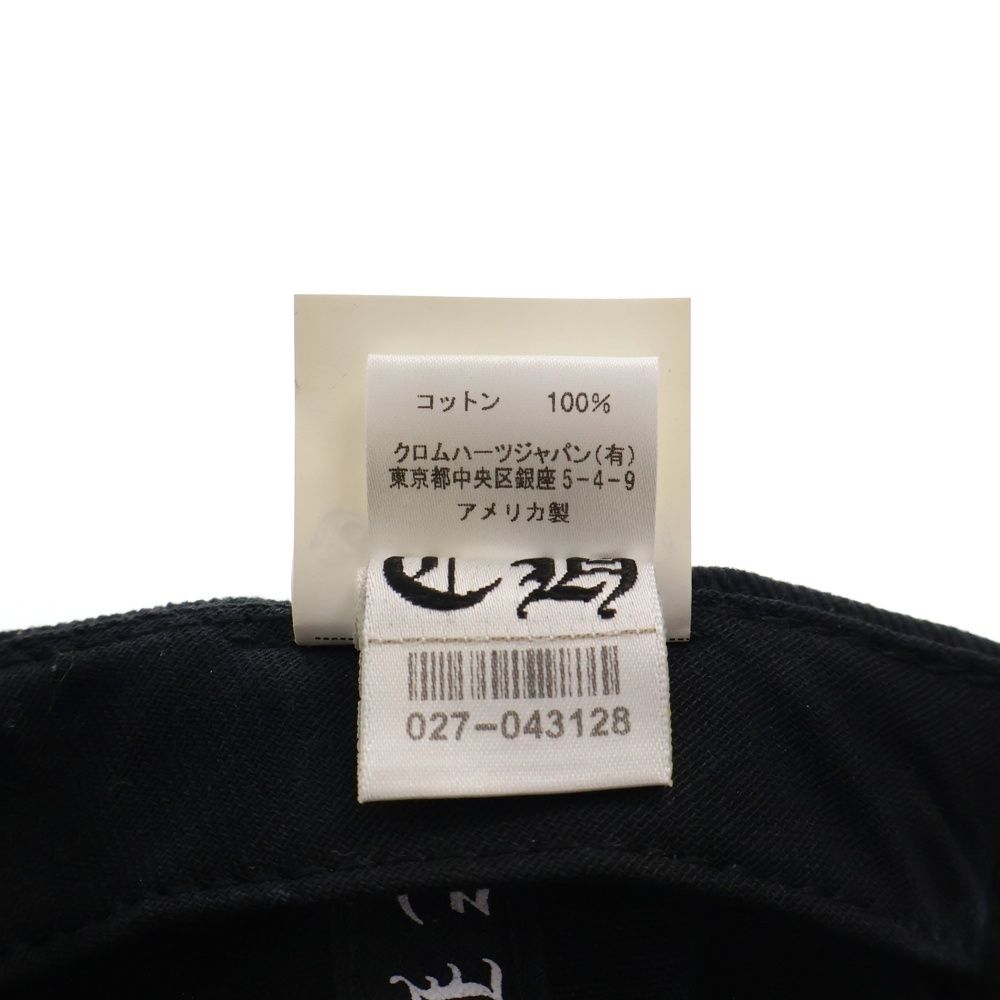 コットン 100%
クロムハーツジャパン(有)
東京都中央区銀座5-4-9
アメリカ製
CH
027-043128